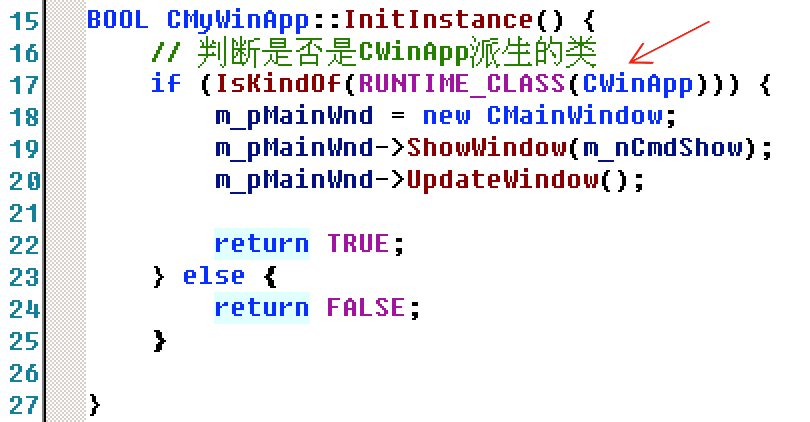 15 BOOL CMyWinApp::InitInstance() {
16 // 判断是否是CWinApp派生的类
17 if (IsKindOf(RUNTIME_CLASS(CWinApp))) {
18 m_pMainWnd = new CMainWindow;
19 m_pMainWnd->ShowWindow(m_nCmdShow);
20 m_pMainWnd->UpdateWindow();
21
22 return TRUE;
23 } else {
24 return FALSE;
25 }
26
27 }